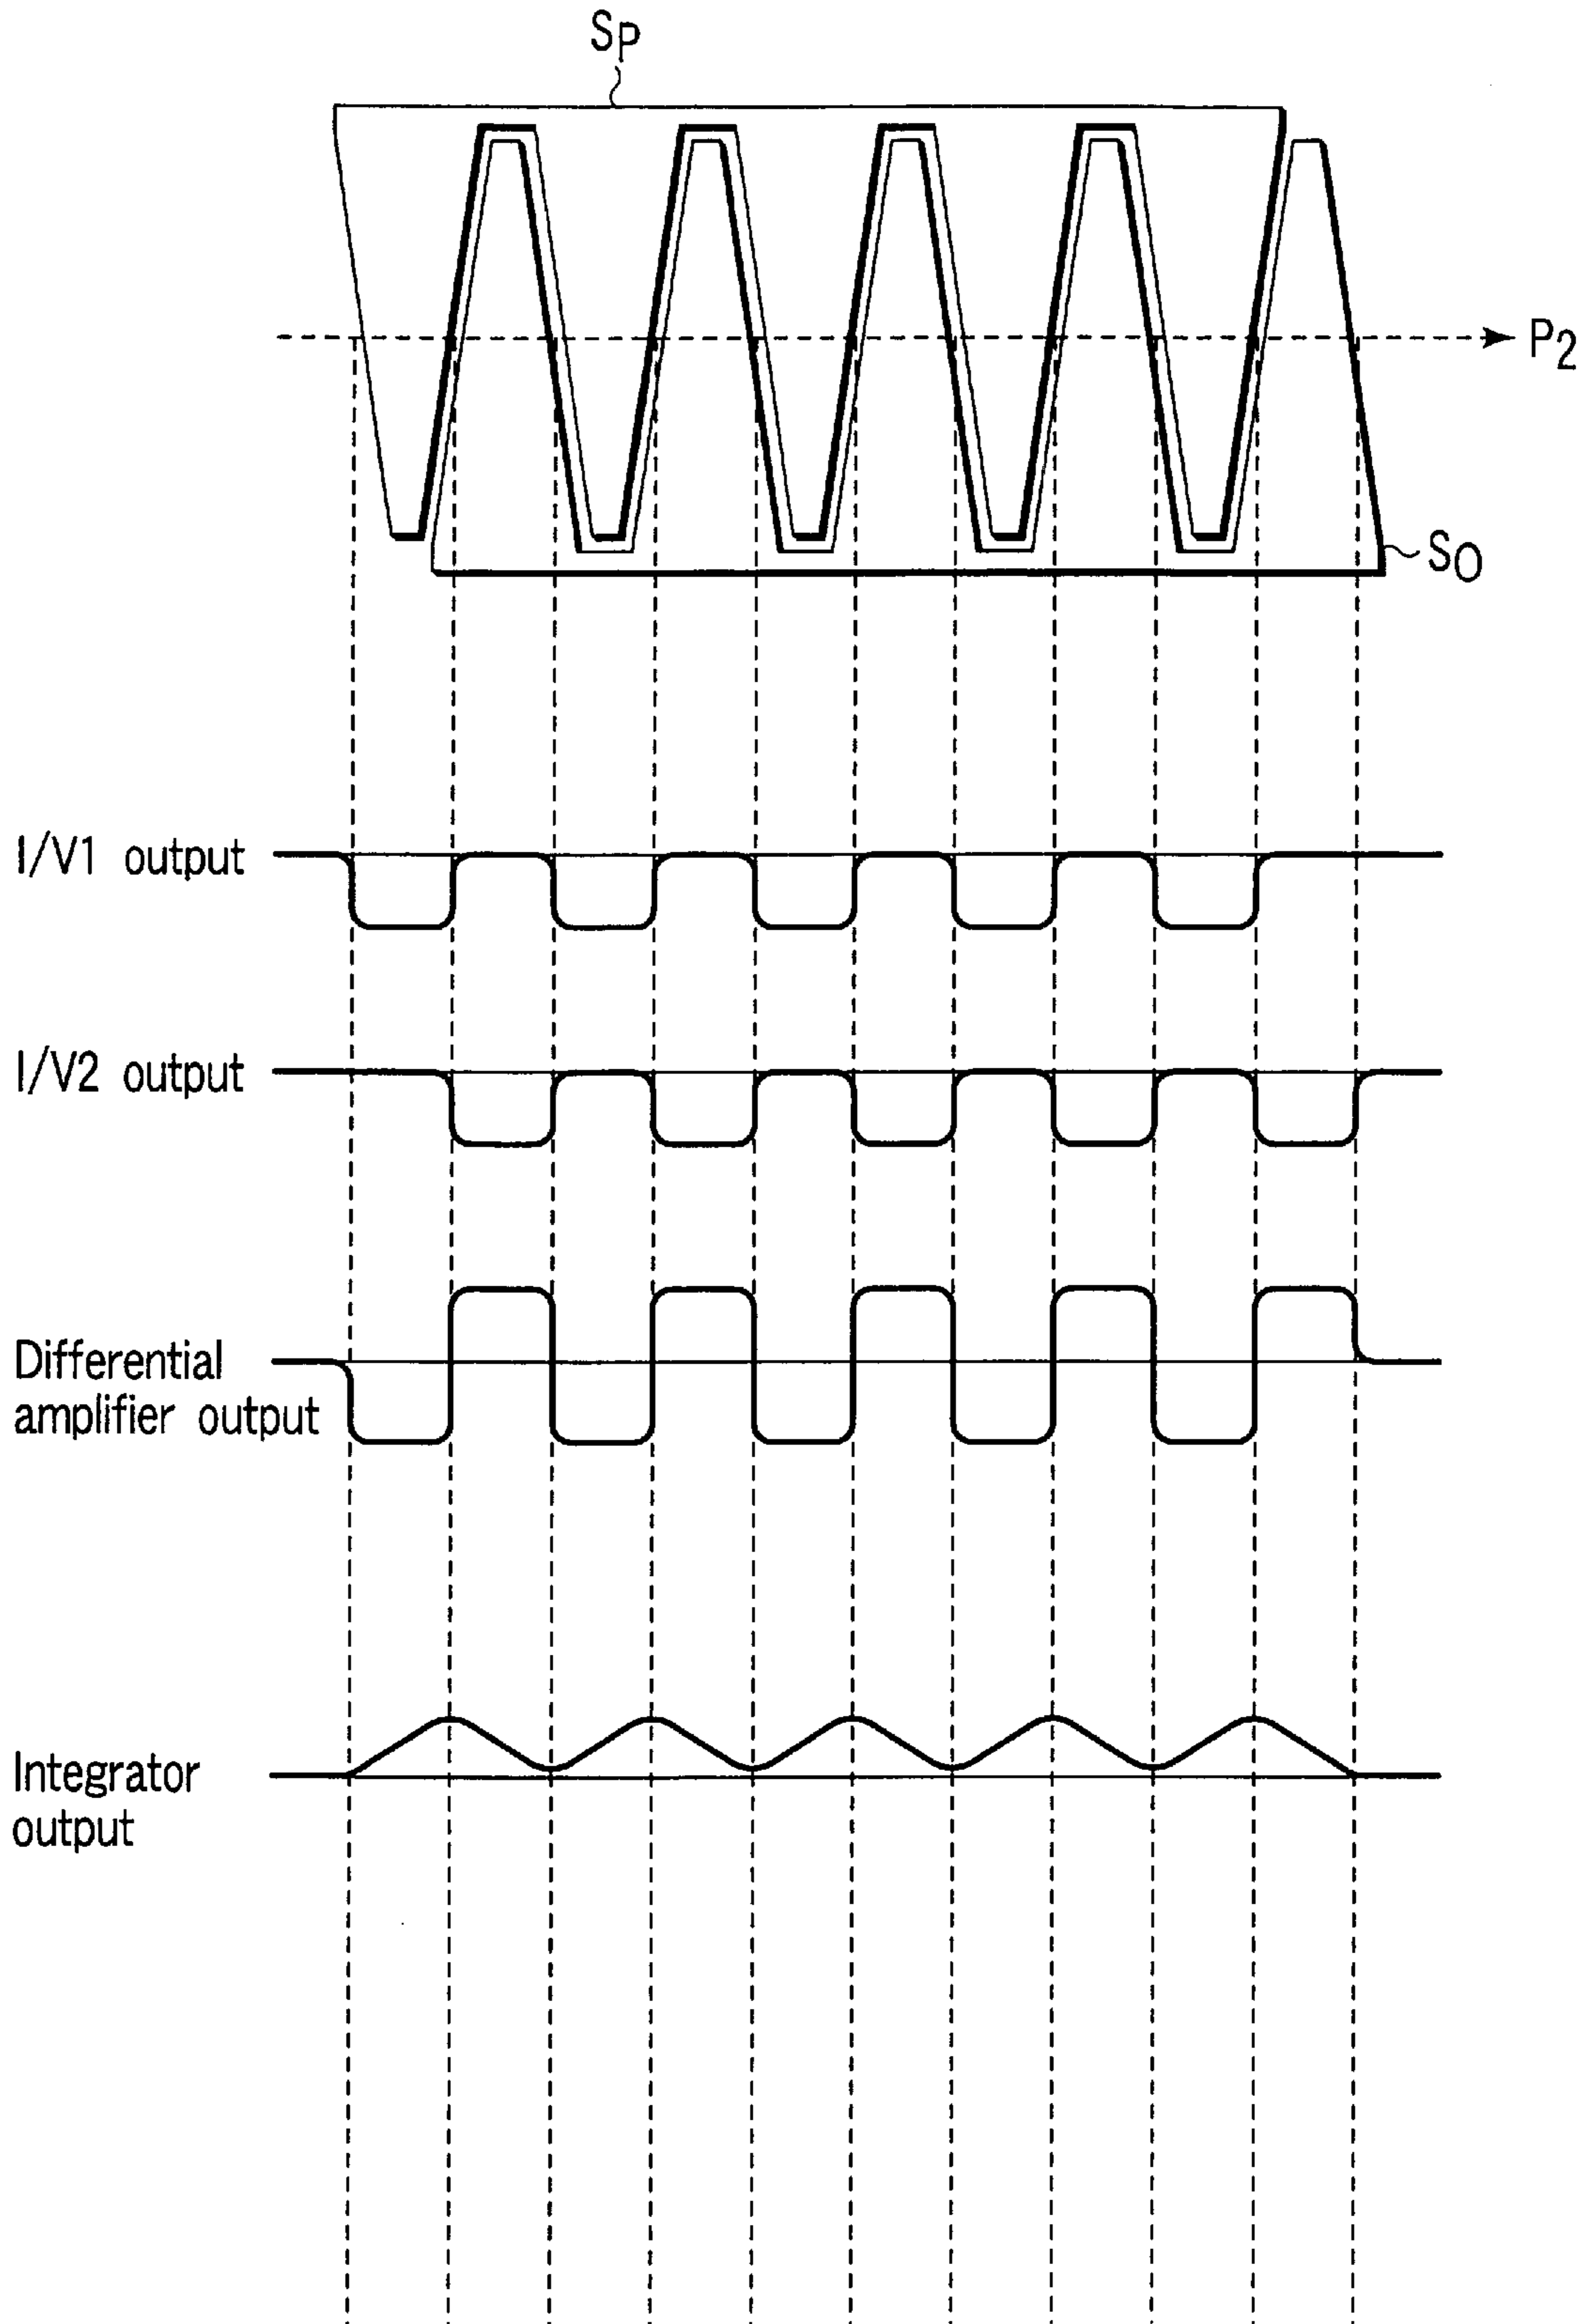 SP
P2
SO
I/V1 output
I/V2 output
Differential
amplifier output
Integrator
output